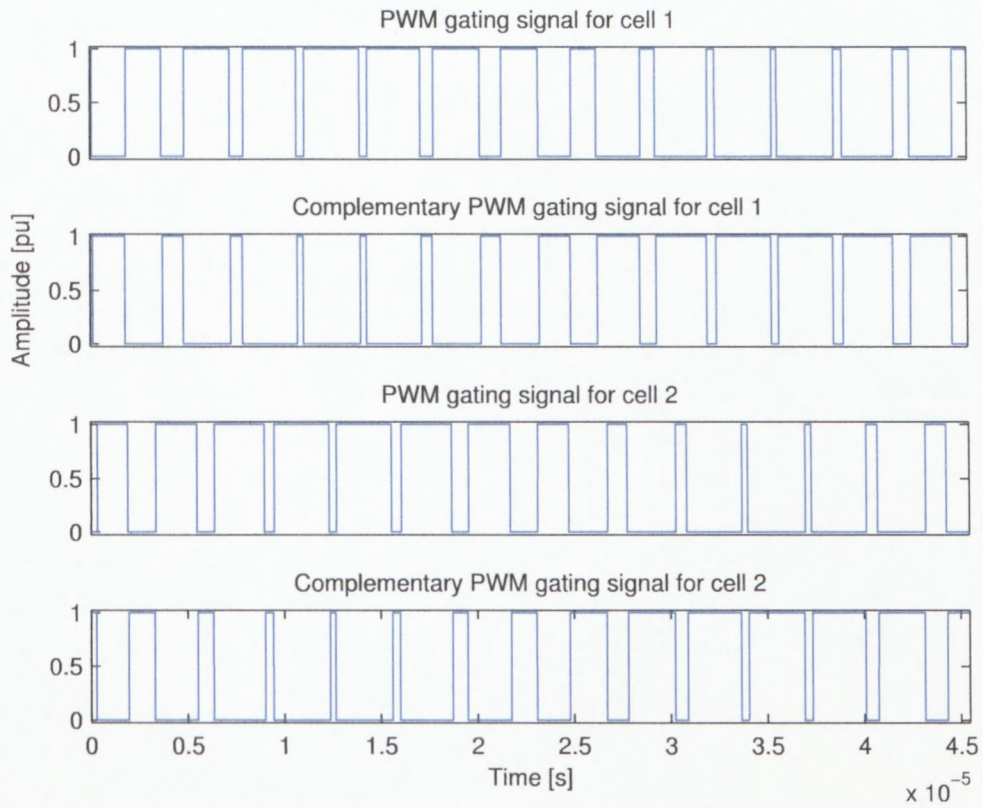 PWM gating signal for cell 1
1
0.5
0
Complementary PWM gating signal for cell 1
1
0.5
0
Amplitude [pu]
PWM gating signal for cell 2
1
0.5
0
Complementary PWM gating signal for cell 2
1
0.5
0
0 0.5 1 1.5 2 2.5 3 3.5 4 4.5
Time [s]
x 10⁻⁵